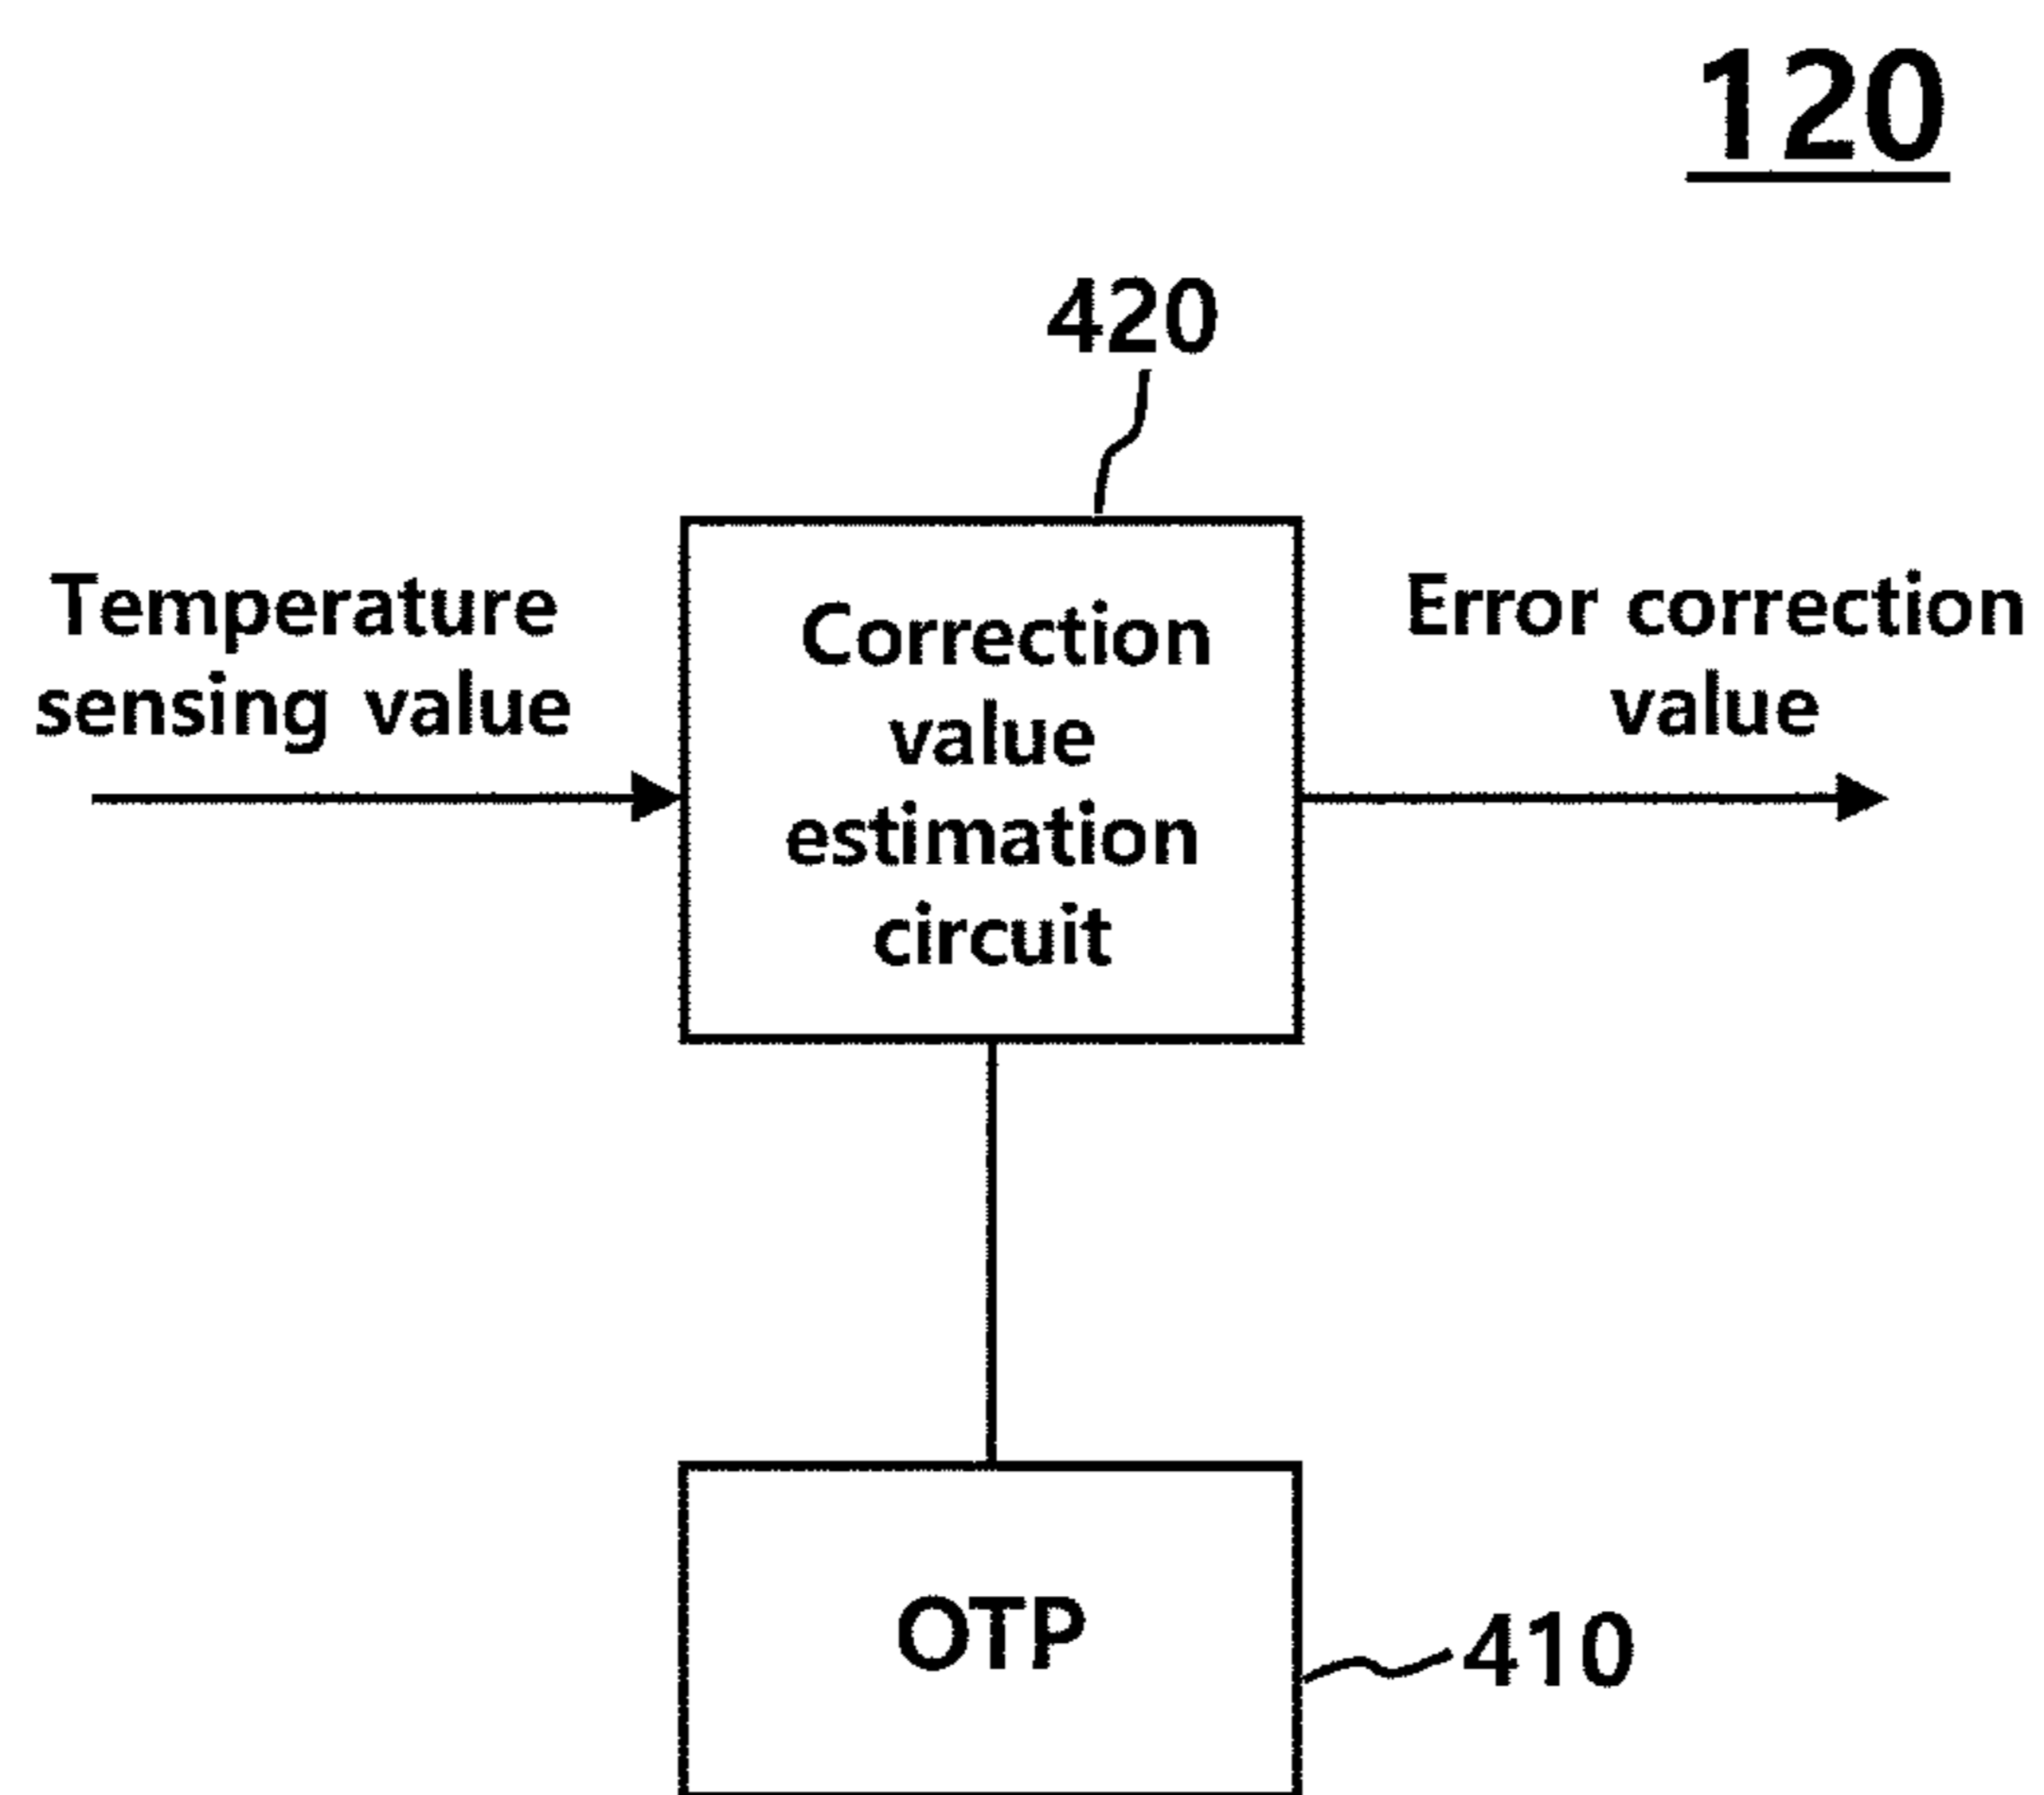 120
420
Temperature
sensing value
Correction
value
estimation
circuit
Error correction
value
OTP
410